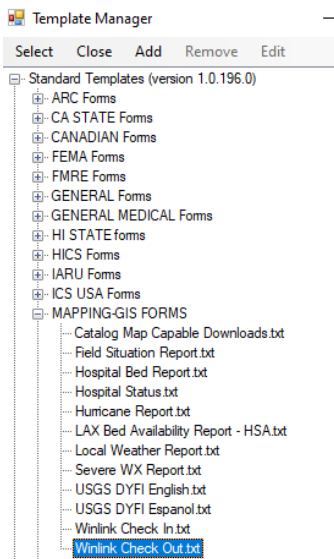 Template Manager
Select Close Add Remove Edit
Standard Templates (version 1.0.196.0)
ARC Forms
CA STATE Forms
CANADIAN Forms
FEMA Forms
FMRE Forms
GENERAL Forms
GENERAL MEDICAL Forms
HI STATE forms
HICS Forms
IARU Forms
ICS USA Forms
MAPPING-GIS FORMS
Catalog Map Capable Downloads.txt
Field Situation Report.txt
Hospital Bed Report.txt
Hospital Status.txt
Hurricane Report.txt
LAX Bed Availability Report - HSA.txt
Local Weather Report.txt
Severe WX Report.txt
USGS DYFI English.txt
USGS DYFI Espanol.txt
Winlink Check In.txt
Winlink Check Out.txt